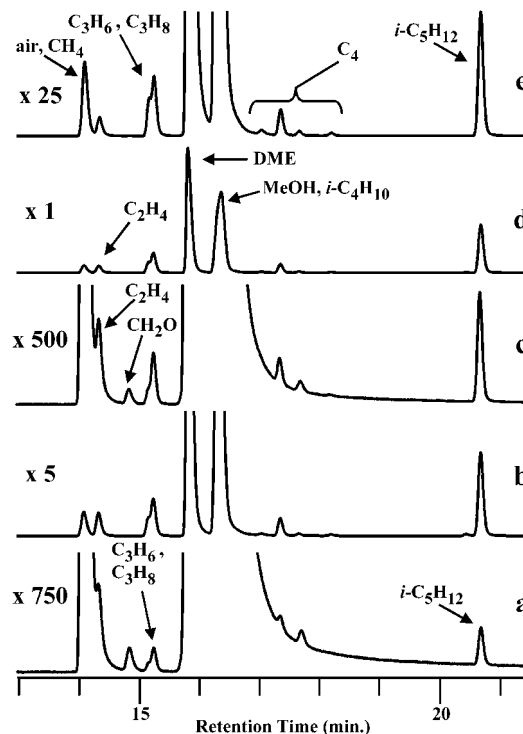 C₃H₆ , C₃H₈
air, CH₄
x 25
C₄
i-C₅H₁₂
e
DME
MeOH, i-C₄H₁₀
x 1
C₂H₄
d
C₂H₄
CH₂O
x 500
c
x 5
b
C₃H₆ ,
C₃H₈
x 750
i-C₅H₁₂
a
15
20
Retention Time (min.)